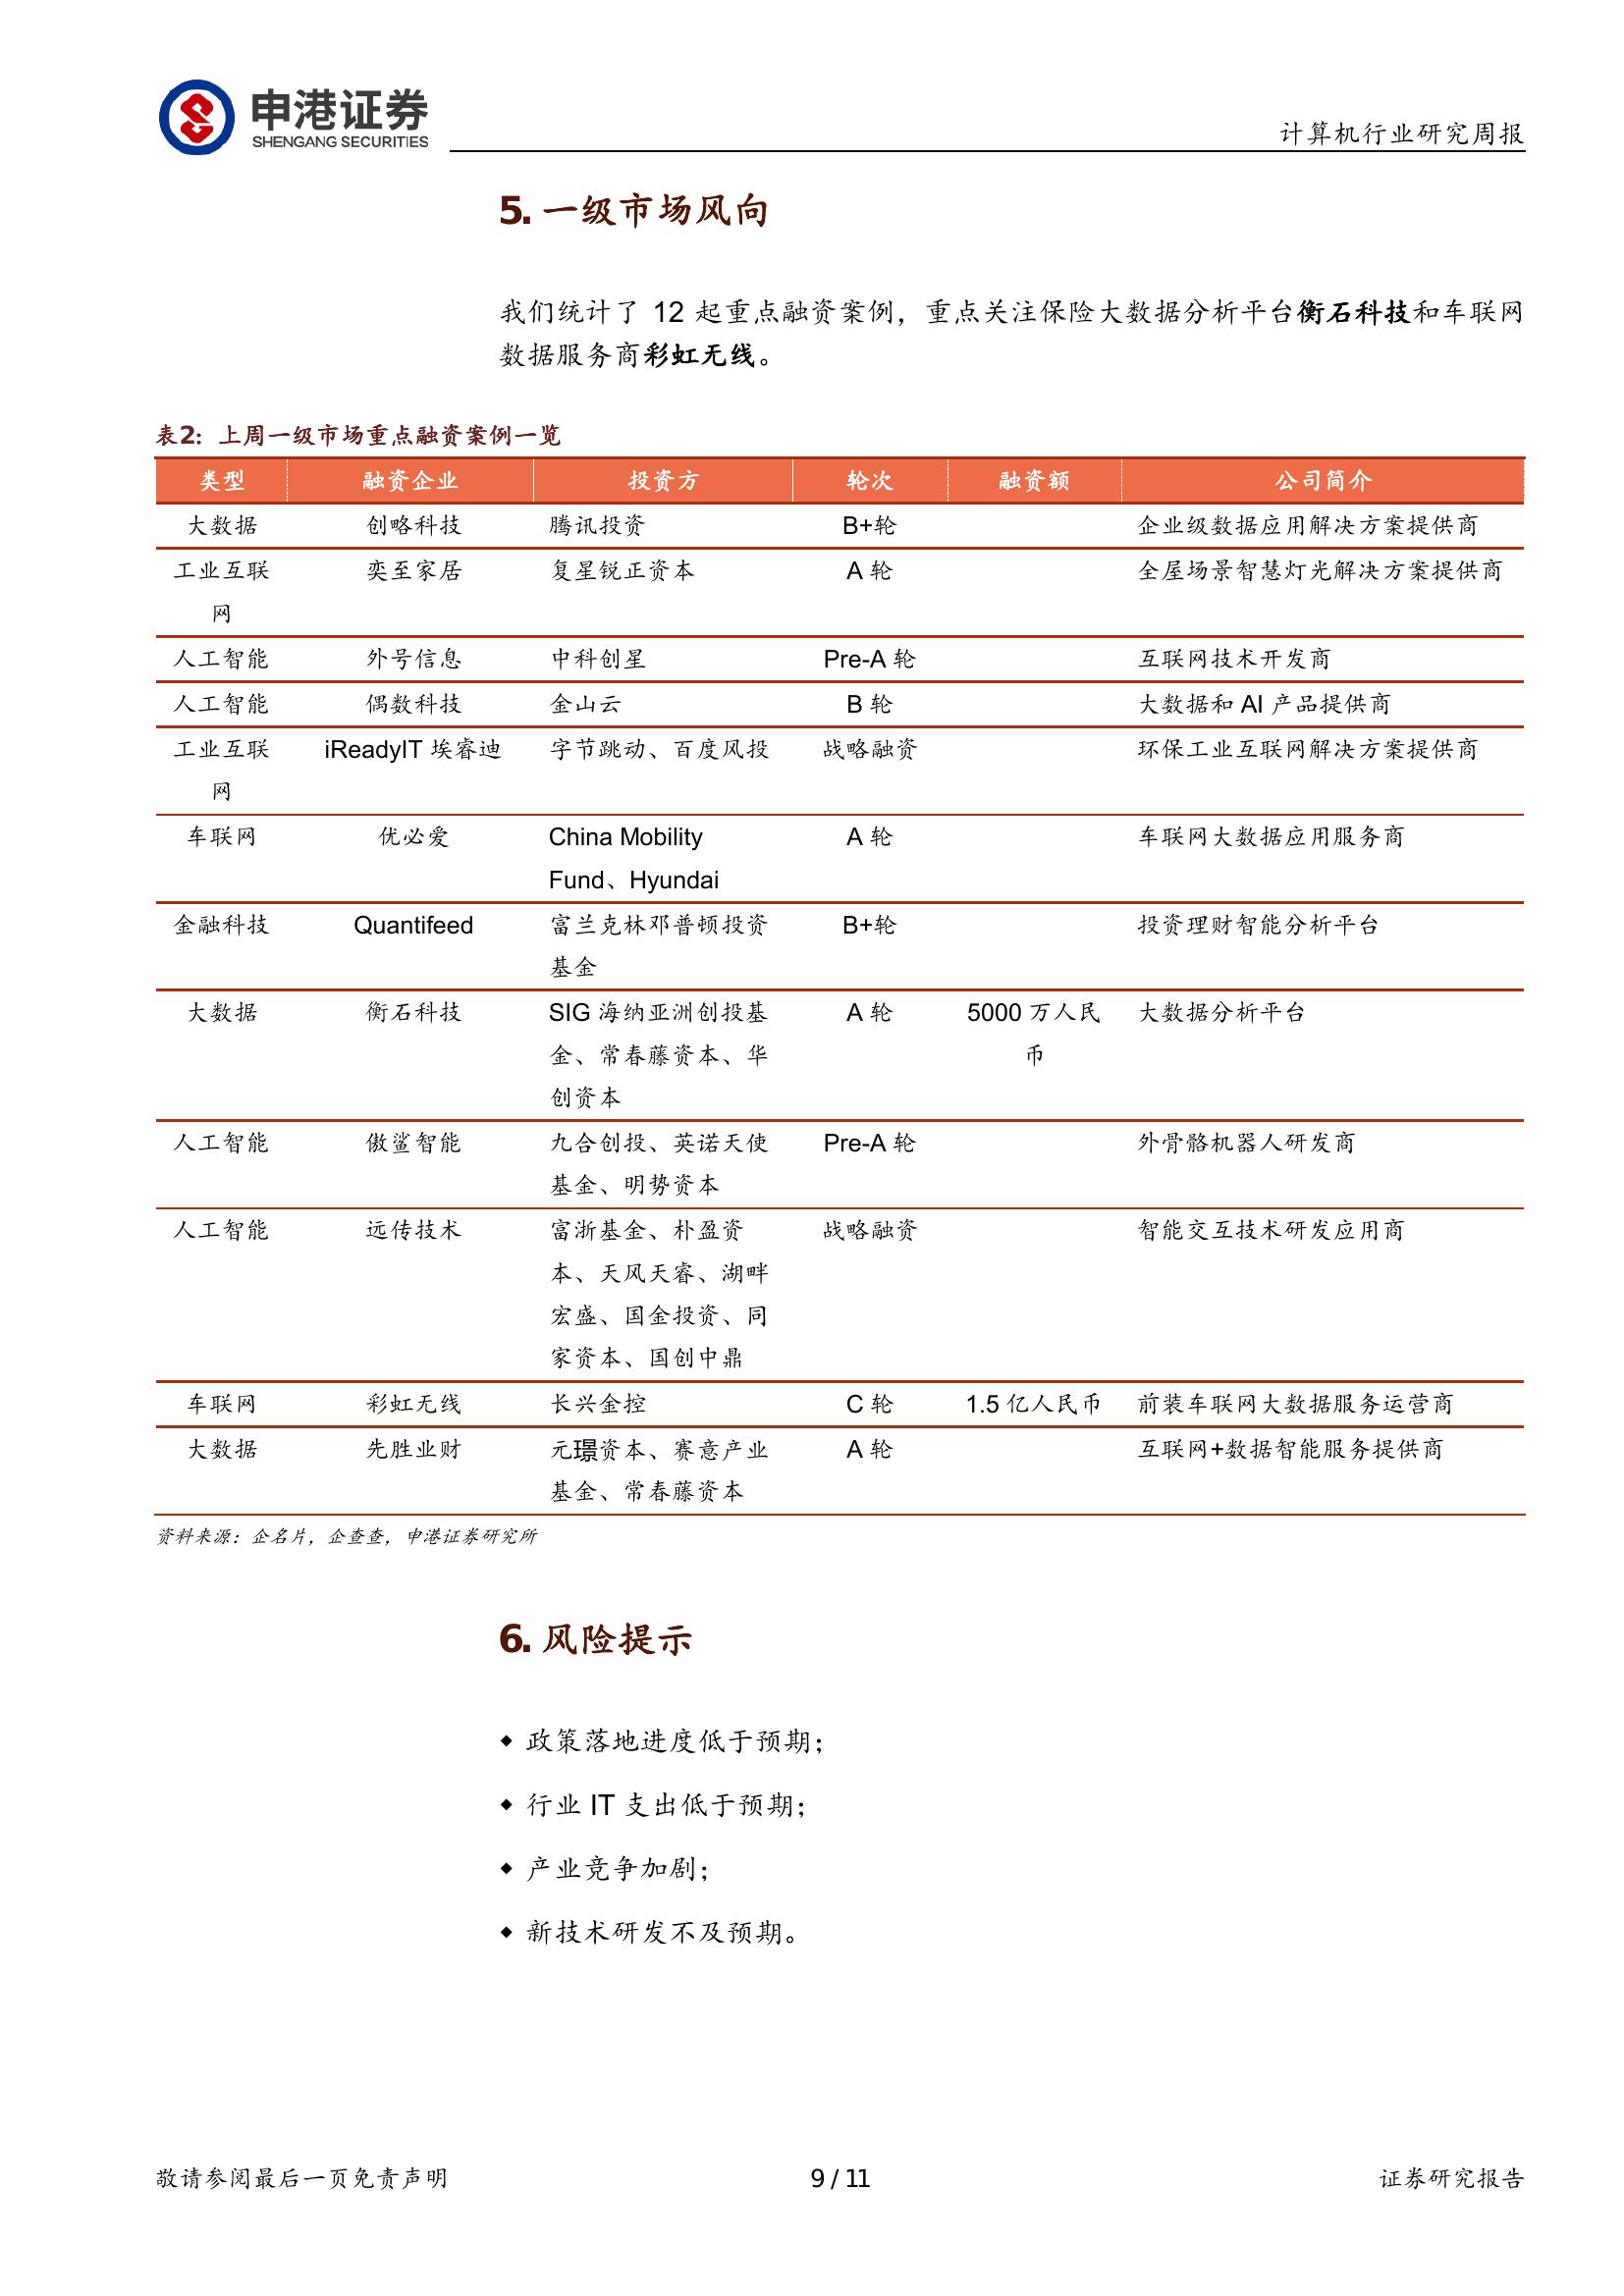 申港证券
SHENGANG SECURITIES
计算机行业研究周报
5. 一级市场风向
我们统计了 12 起重点融资案例，重点关注保险大数据分析平台衡石科技和车联网
数据服务商彩虹无线。
表2：上周一级市场重点融资案例一览
类型 融资企业 投资方 轮次 融资额 公司简介
大数据 创略科技 腾讯投资 B+轮 企业级数据应用解决方案提供商
工业互联 奕至家居 复星锐正资本 A 轮 全屋场景智慧灯光解决方案提供商
网
人工智能 外号信息 中科创星 Pre-A 轮 互联网技术开发商
人工智能 偶数科技 金山云 B 轮 大数据和 AI 产品提供商
工业互联 iReadyIT 埃睿迪 字节跳动、百度风投 战略融资 环保工业互联网解决方案提供商
网
车联网 优必爱 China Mobility A 轮 车联网大数据应用服务商
Fund、Hyundai
金融科技 Quantifeed 富兰克林邓普顿投资 B+轮 投资理财智能分析平台
基金
大数据 衡石科技 SIG 海纳亚洲创投基 A 轮 5000 万人民 大数据分析平台
金、常春藤资本、华 币
创资本
人工智能 傲鲨智能 九合创投、英诺天使 Pre-A 轮 外骨骼机器人研发商
基金、明势资本
人工智能 远传技术 富浙基金、朴盈资 战略融资 智能交互技术研发应用商
本、天风天睿、湖畔
宏盛、国金投资、同
家资本、国创中鼎
车联网 彩虹无线 长兴金控 C 轮 1.5 亿人民币 前装车联网大数据服务运营商
大数据 先胜业财 元璟资本、赛意产业 A 轮 互联网+数据智能服务提供商
基金、常春藤资本
资料来源：企名片，企查查，申港证券研究所
6. 风险提示
◆ 政策落地进度低于预期；
◆ 行业 IT 支出低于预期；
◆ 产业竞争加剧；
◆ 新技术研发不及预期。
敬请参阅最后一页免责声明 9 / 11 证券研究报告